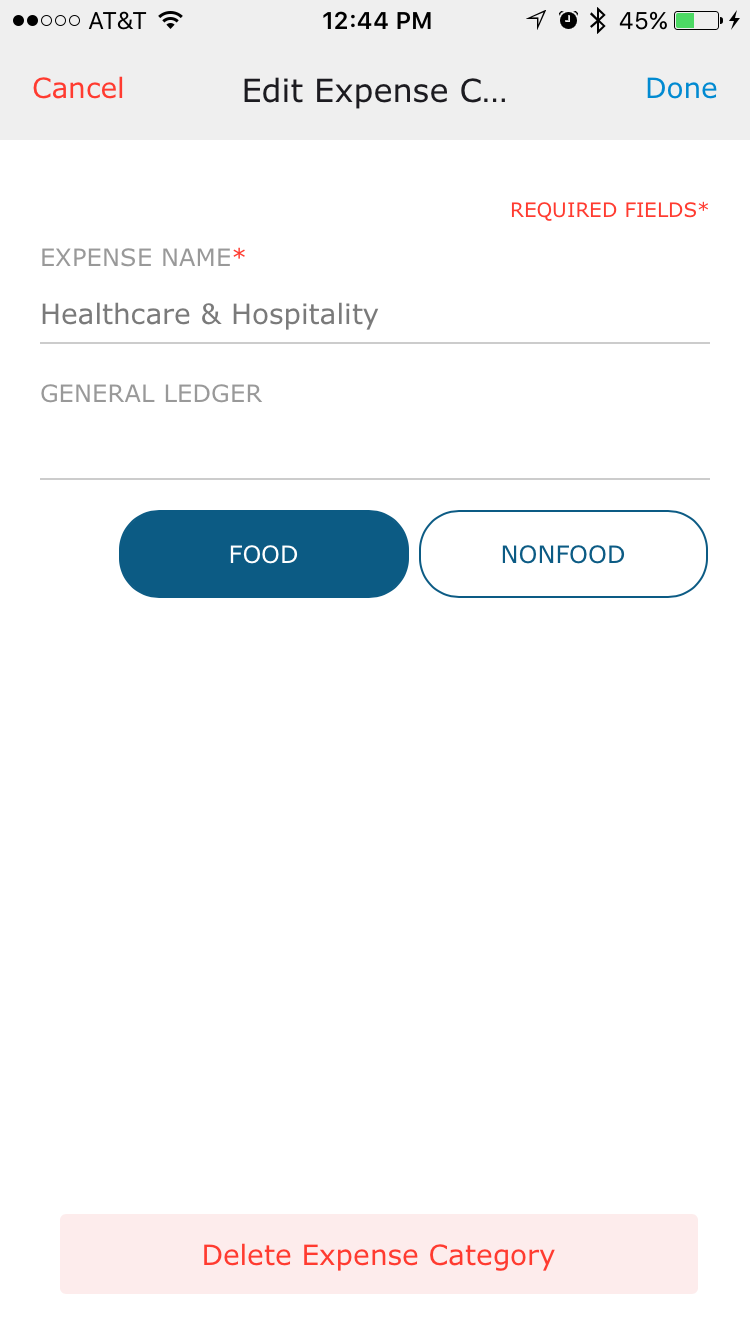 AT&T 12:44 PM 45%
Cancel Edit Expense C... Done
REQUIRED FIELDS*
EXPENSE NAME*
Healthcare & Hospitality
GENERAL LEDGER
FOOD NONFOOD
Delete Expense Category